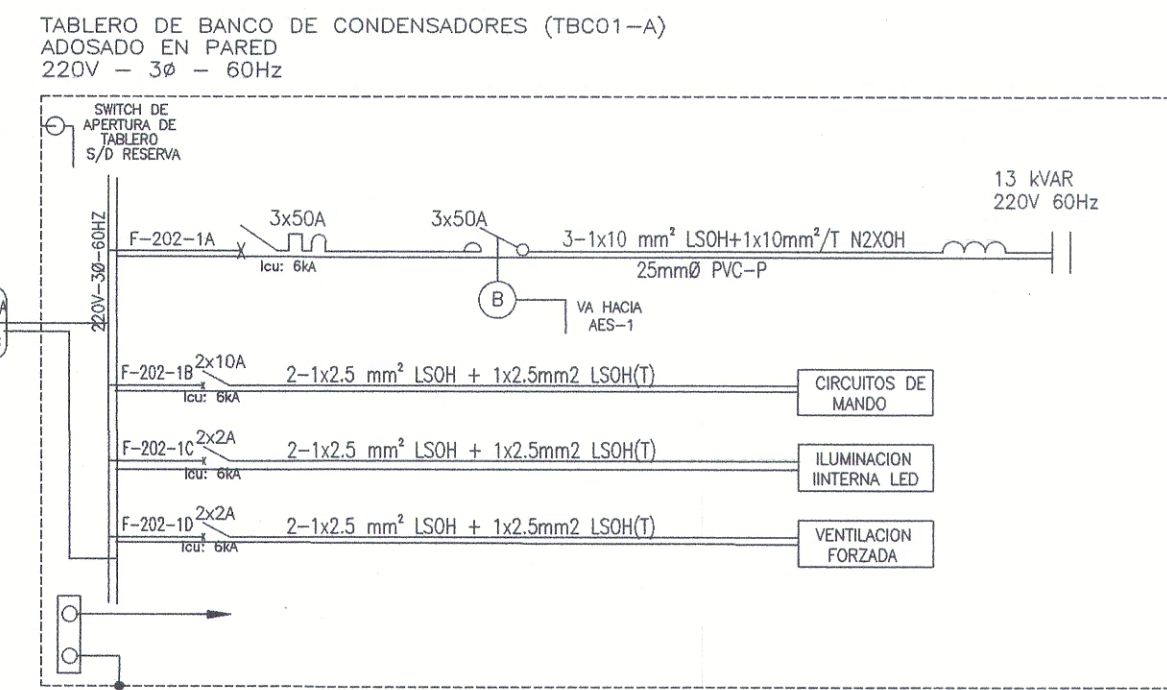 TABLERO DE BANCO DE CONDENSADORES (TBC01-A)
ADOSADO EN PARED
220V - 3Ø - 60Hz
SWITCH DE
APERTURA DE
TABLERO
S/D RESERVA
220V-3Ø-60HZ
F-202-1A
3x50A
Icu: 6kA
3x50A
3-1x10 mm² LSOH+1x10mm²/T N2XOH
25mmØ PVC-P
13 kVAR
220V 60Hz
B
VA HACIA
AES-1
F-202-1B
2x10A
Icu: 6kA
2-1x2.5 mm² LSOH + 1x2.5mm2 LSOH(T)
CIRCUITOS DE
MANDO
F-202-1C
2x2A
Icu: 6kA
2-1x2.5 mm² LSOH + 1x2.5mm2 LSOH(T)
ILUMINACION
IINTERNA LED
F-202-1D
2x2A
Icu: 6kA
2-1x2.5 mm² LSOH + 1x2.5mm2 LSOH(T)
VENTILACION
FORZADA